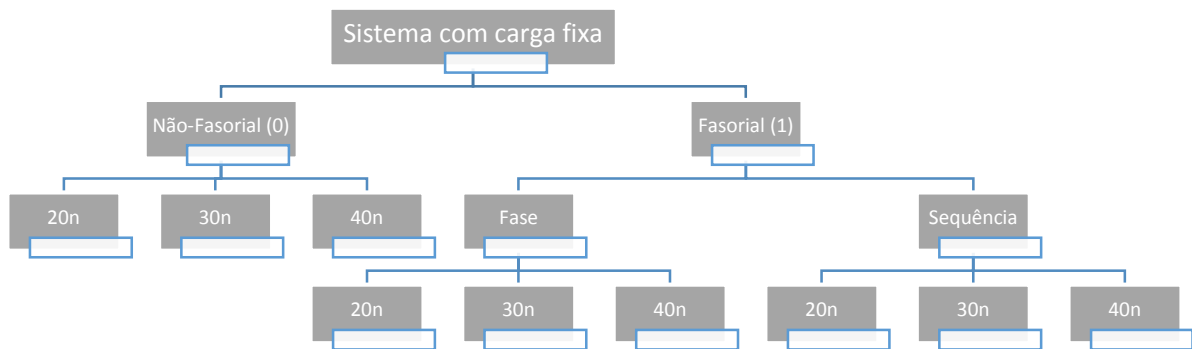 Sistema com carga fixa
Não-Fasorial (0)
Fasorial (1)
20n
30n
40n
Fase
Sequência
20n
30n
40n
20n
30n
40n